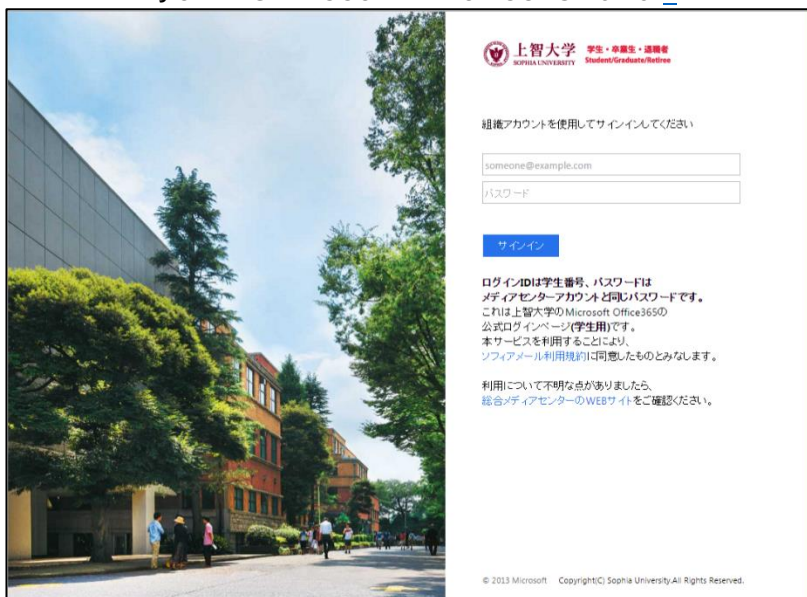 上智大学
SOPHIA UNIVERSITY
学生・卒業生・退職者
Student/Graduate/Retiree
組織アカウントを使用してサインインしてください
someone@example.com
パスワード
サインイン
ログインIDは学生番号、パスワードは
メディアセンターアカウントと同じパスワードです。
これは上智大学のMicrosoft Office365の
公式ログインページ(学生用)です。
本サービスを利用することにより、
ソフィアメール利用規約に同意したものとみなします。
利用について不明な点がありましたら、
総合メディアセンターのWEBサイトをご確認ください。
© 2013 Microsoft Copyright(C) Sophia University.All Rights Reserved.